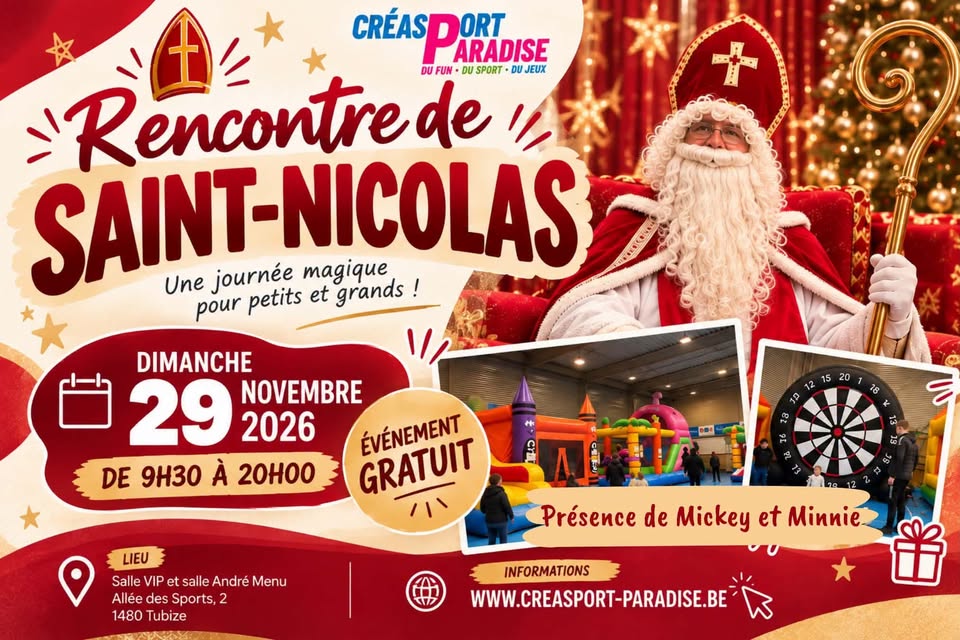 CRÉASPORT
PARADISE
DU FUN • DU SPORT • DU JEUX
Rencontre de
SAINT-NICOLAS
Une journée magique
pour petits et grands !
DIMANCHE
29 NOVEMBRE
2026
DE 9H30 À 20H00
ÉVÉNEMENT
GRATUIT
Présence de Mickey et Minnie
LIEU
Salle VIP et salle André Menu
Allée des Sports, 2
1480 Tubize
INFORMATIONS
WWW.CREASPORT-PARADISE.BE